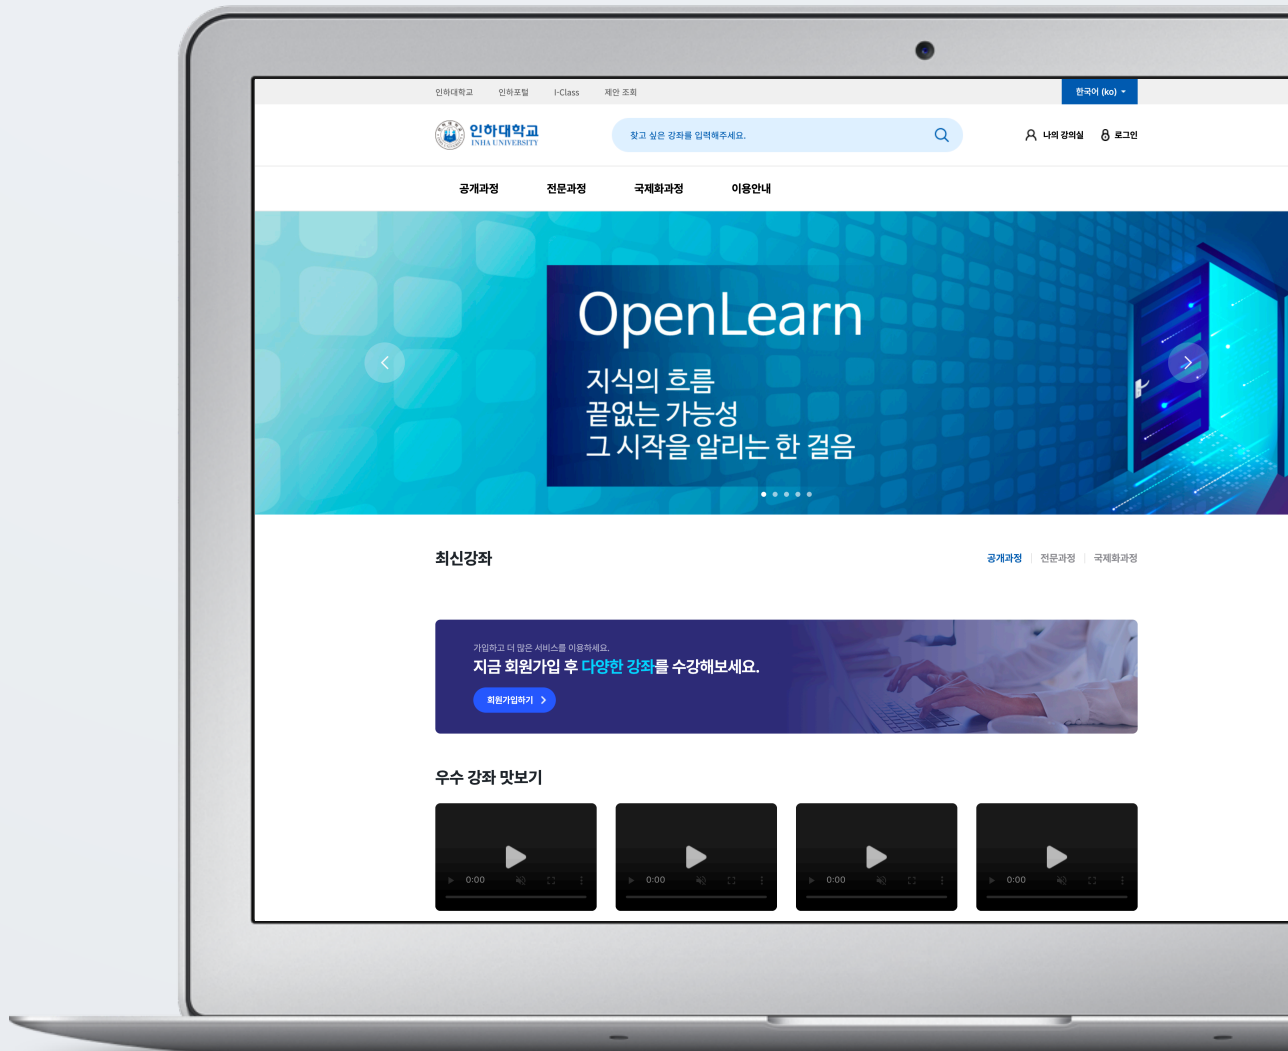 인하대학교 인하포털 I-Class 제안 조회 한국어 (ko)
인하대학교
INHA UNIVERSITY
찾고 싶은 강좌를 입력해주세요.
나의 강의실 로그인
공개과정 전문과정 국제화과정 이용안내
OpenLearn
지식의 흐름
끝없는 가능성
그 시작을 알리는 한 걸음
최신강좌
공개과정 전문과정 국제화과정
가입하고 더 많은 서비스를 이용하세요.
지금 회원가입 후 다양한 강좌를 수강해보세요.
회원가입하기
우수 강좌 맛보기
0:00 0:00 0:00 0:00